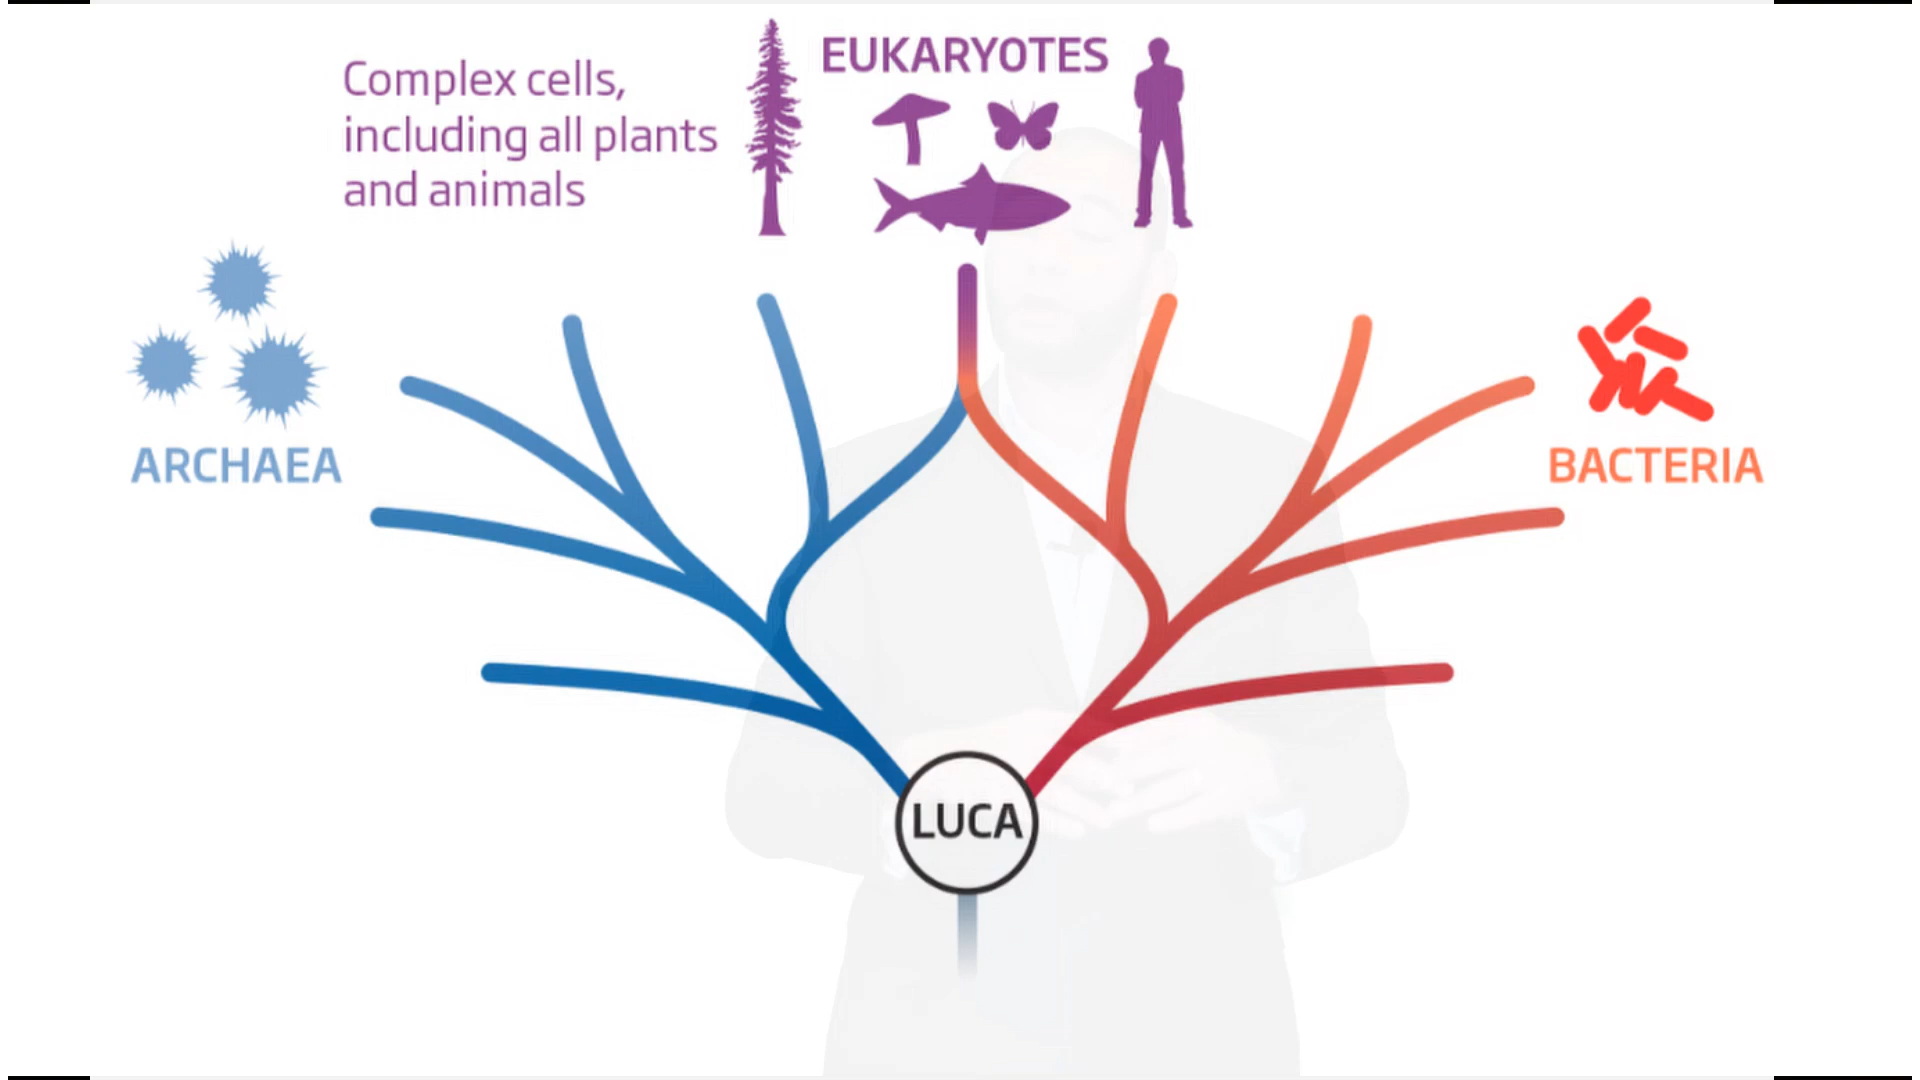 EUKARYOTES
Complex cells,
including all plants
and animals
ARCHAEA
BACTERIA
LUCA